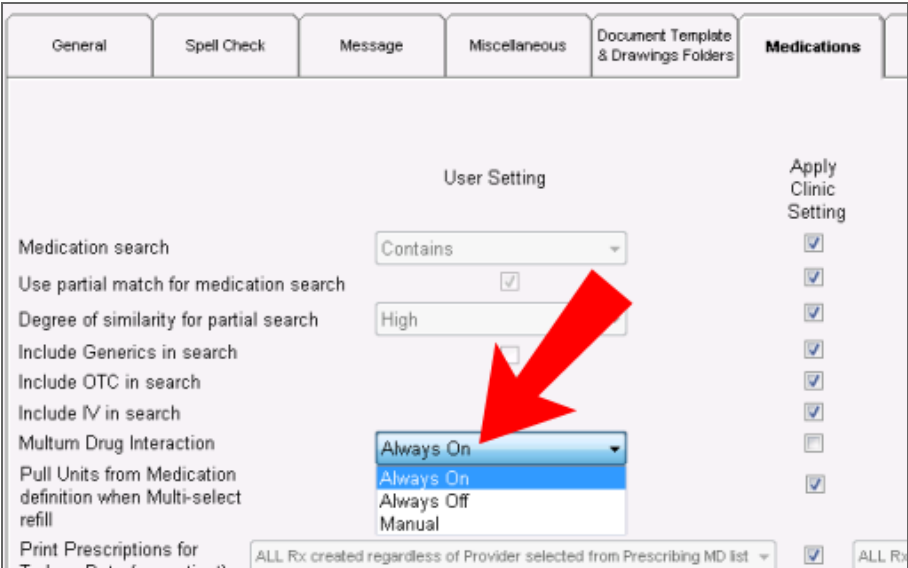 General
Spell Check
Message
Miscellaneous
Document Template
& Drawings Folders
Medications
User Setting
Apply
Clinic
Setting
Medication search
Contains
Use partial match for medication search
Degree of similarity for partial search
High
Include Generics in search
Include OTC in search
Include IV in search
Multum Drug Interaction
Always On
Always On
Always Off
Manual
Pull Units from Medication
definition when Multi-select
refill
Print Prescriptions for
ALL Rx created regardless of Provider selected from Prescribing MD list
ALL Rx